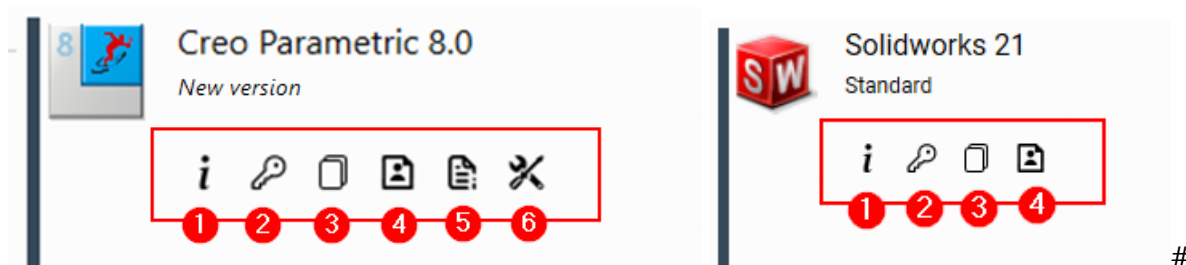 8
Creo Parametric 8.0
New version
i
1 2 3 4 5 6
SW
Solidworks 21
Standard
i
1 2 3 4
#